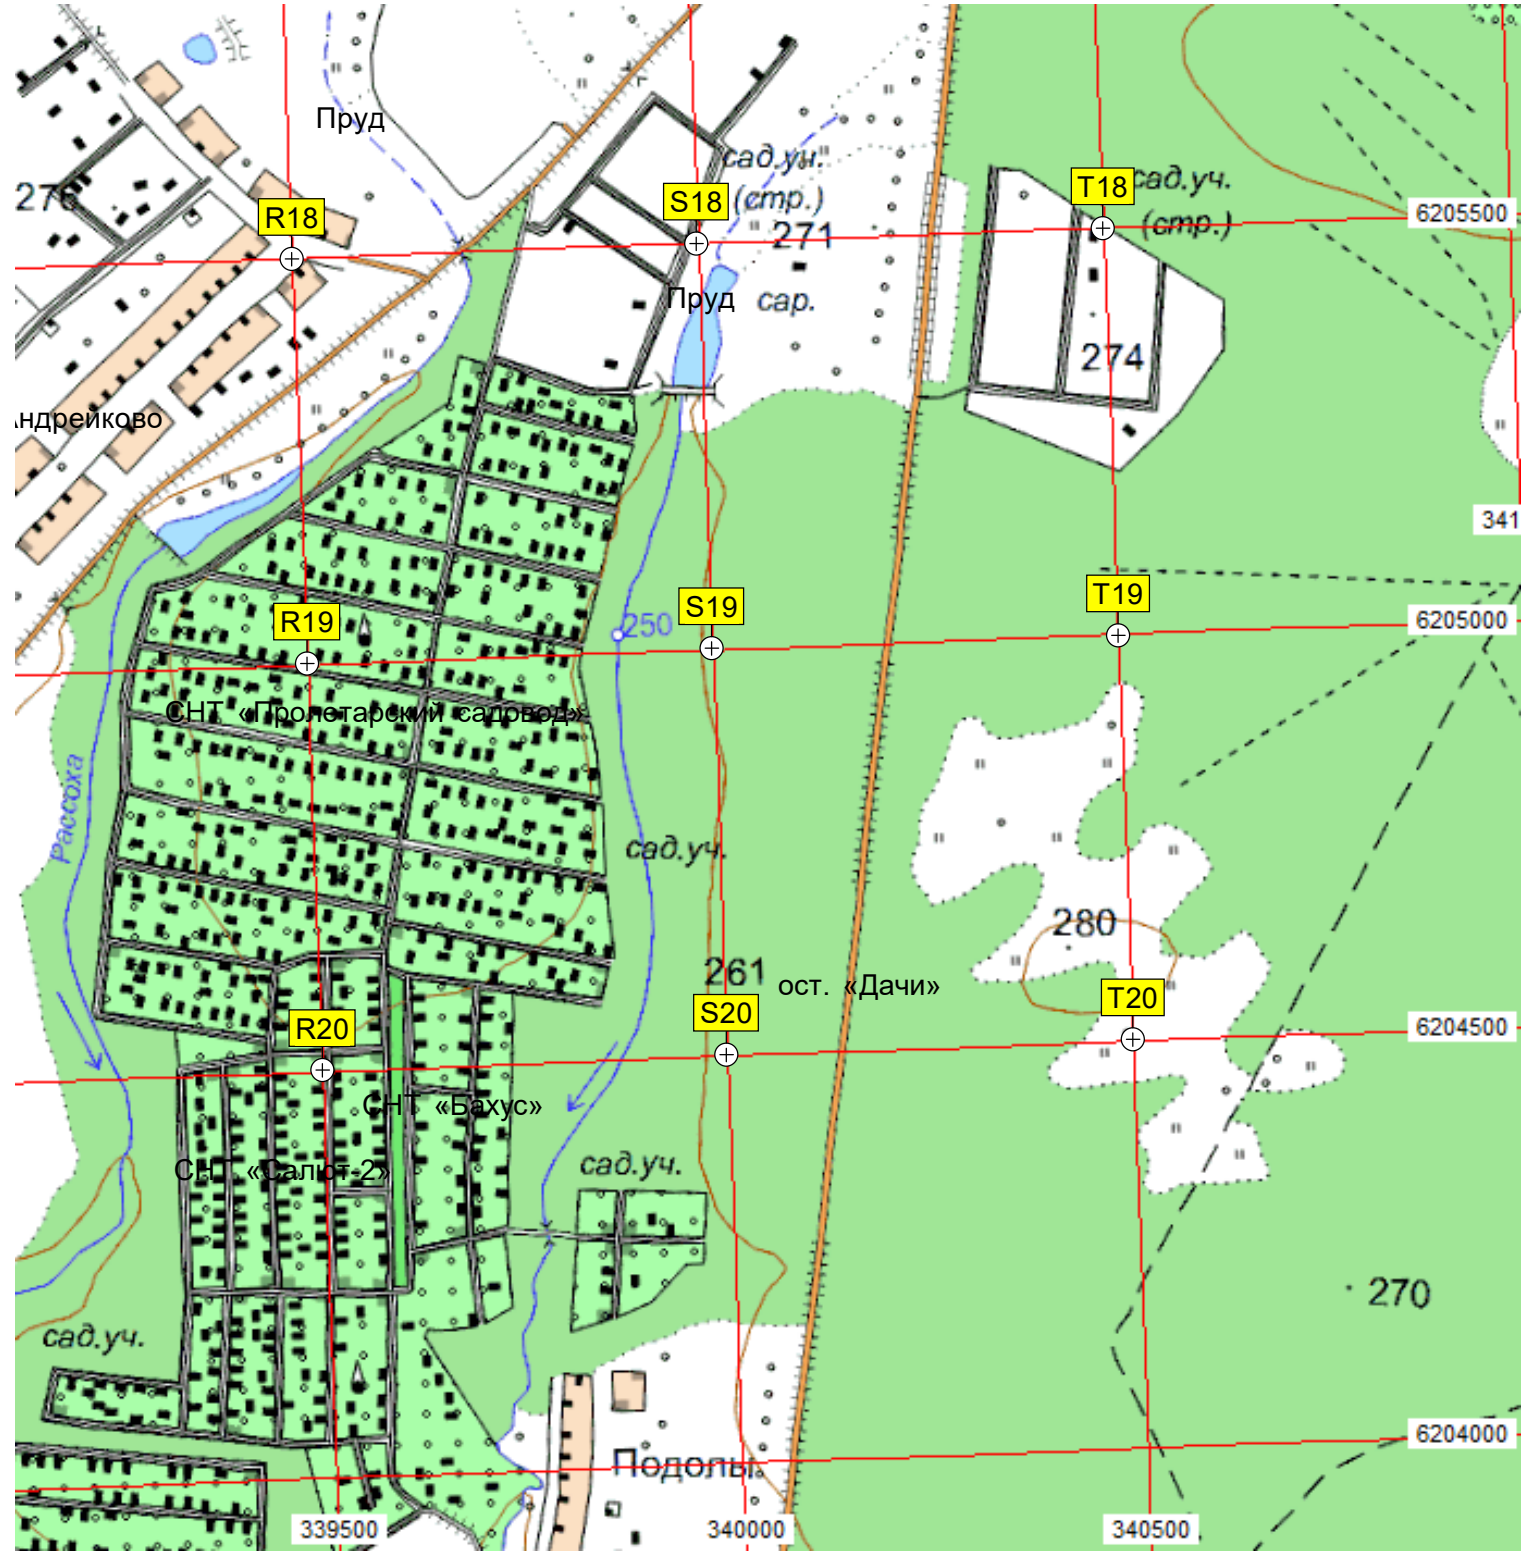 Пруд
сад.уч.
(стр.)
276
R18
S18
271
T18
сад.уч.
(стр.)
6205500
Пруд
сар.
274
ндрейково
341
R19
S19
250
T19
6205000
СНТ «Пролетарский садовод»
Рассоха
сад.уч.
280
261
ост. «Дачи»
R20
S20
T20
6204500
СНТ «Бахус»
СНТ «Салют-2»
сад.уч.
270
сад.уч.
Подолы
6204000
339500
340000
340500